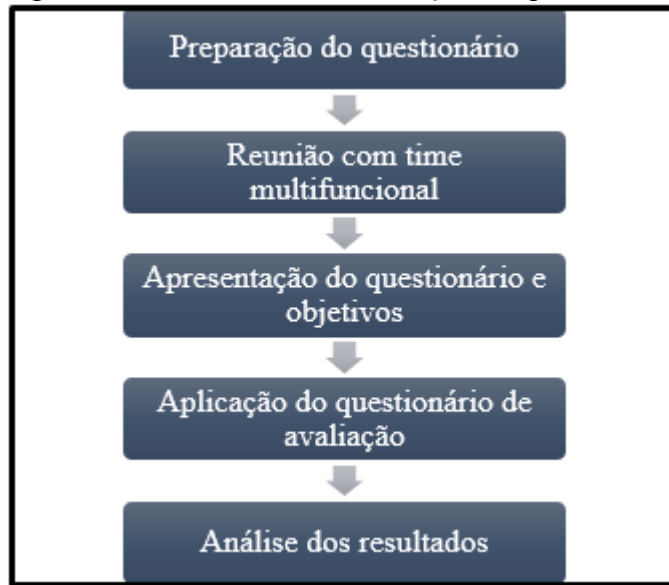 Preparação do questionário
Reunião com time
multifuncional
Apresentação do questionário e
objetivos
Aplicação do questionário de
avaliação
Análise dos resultados